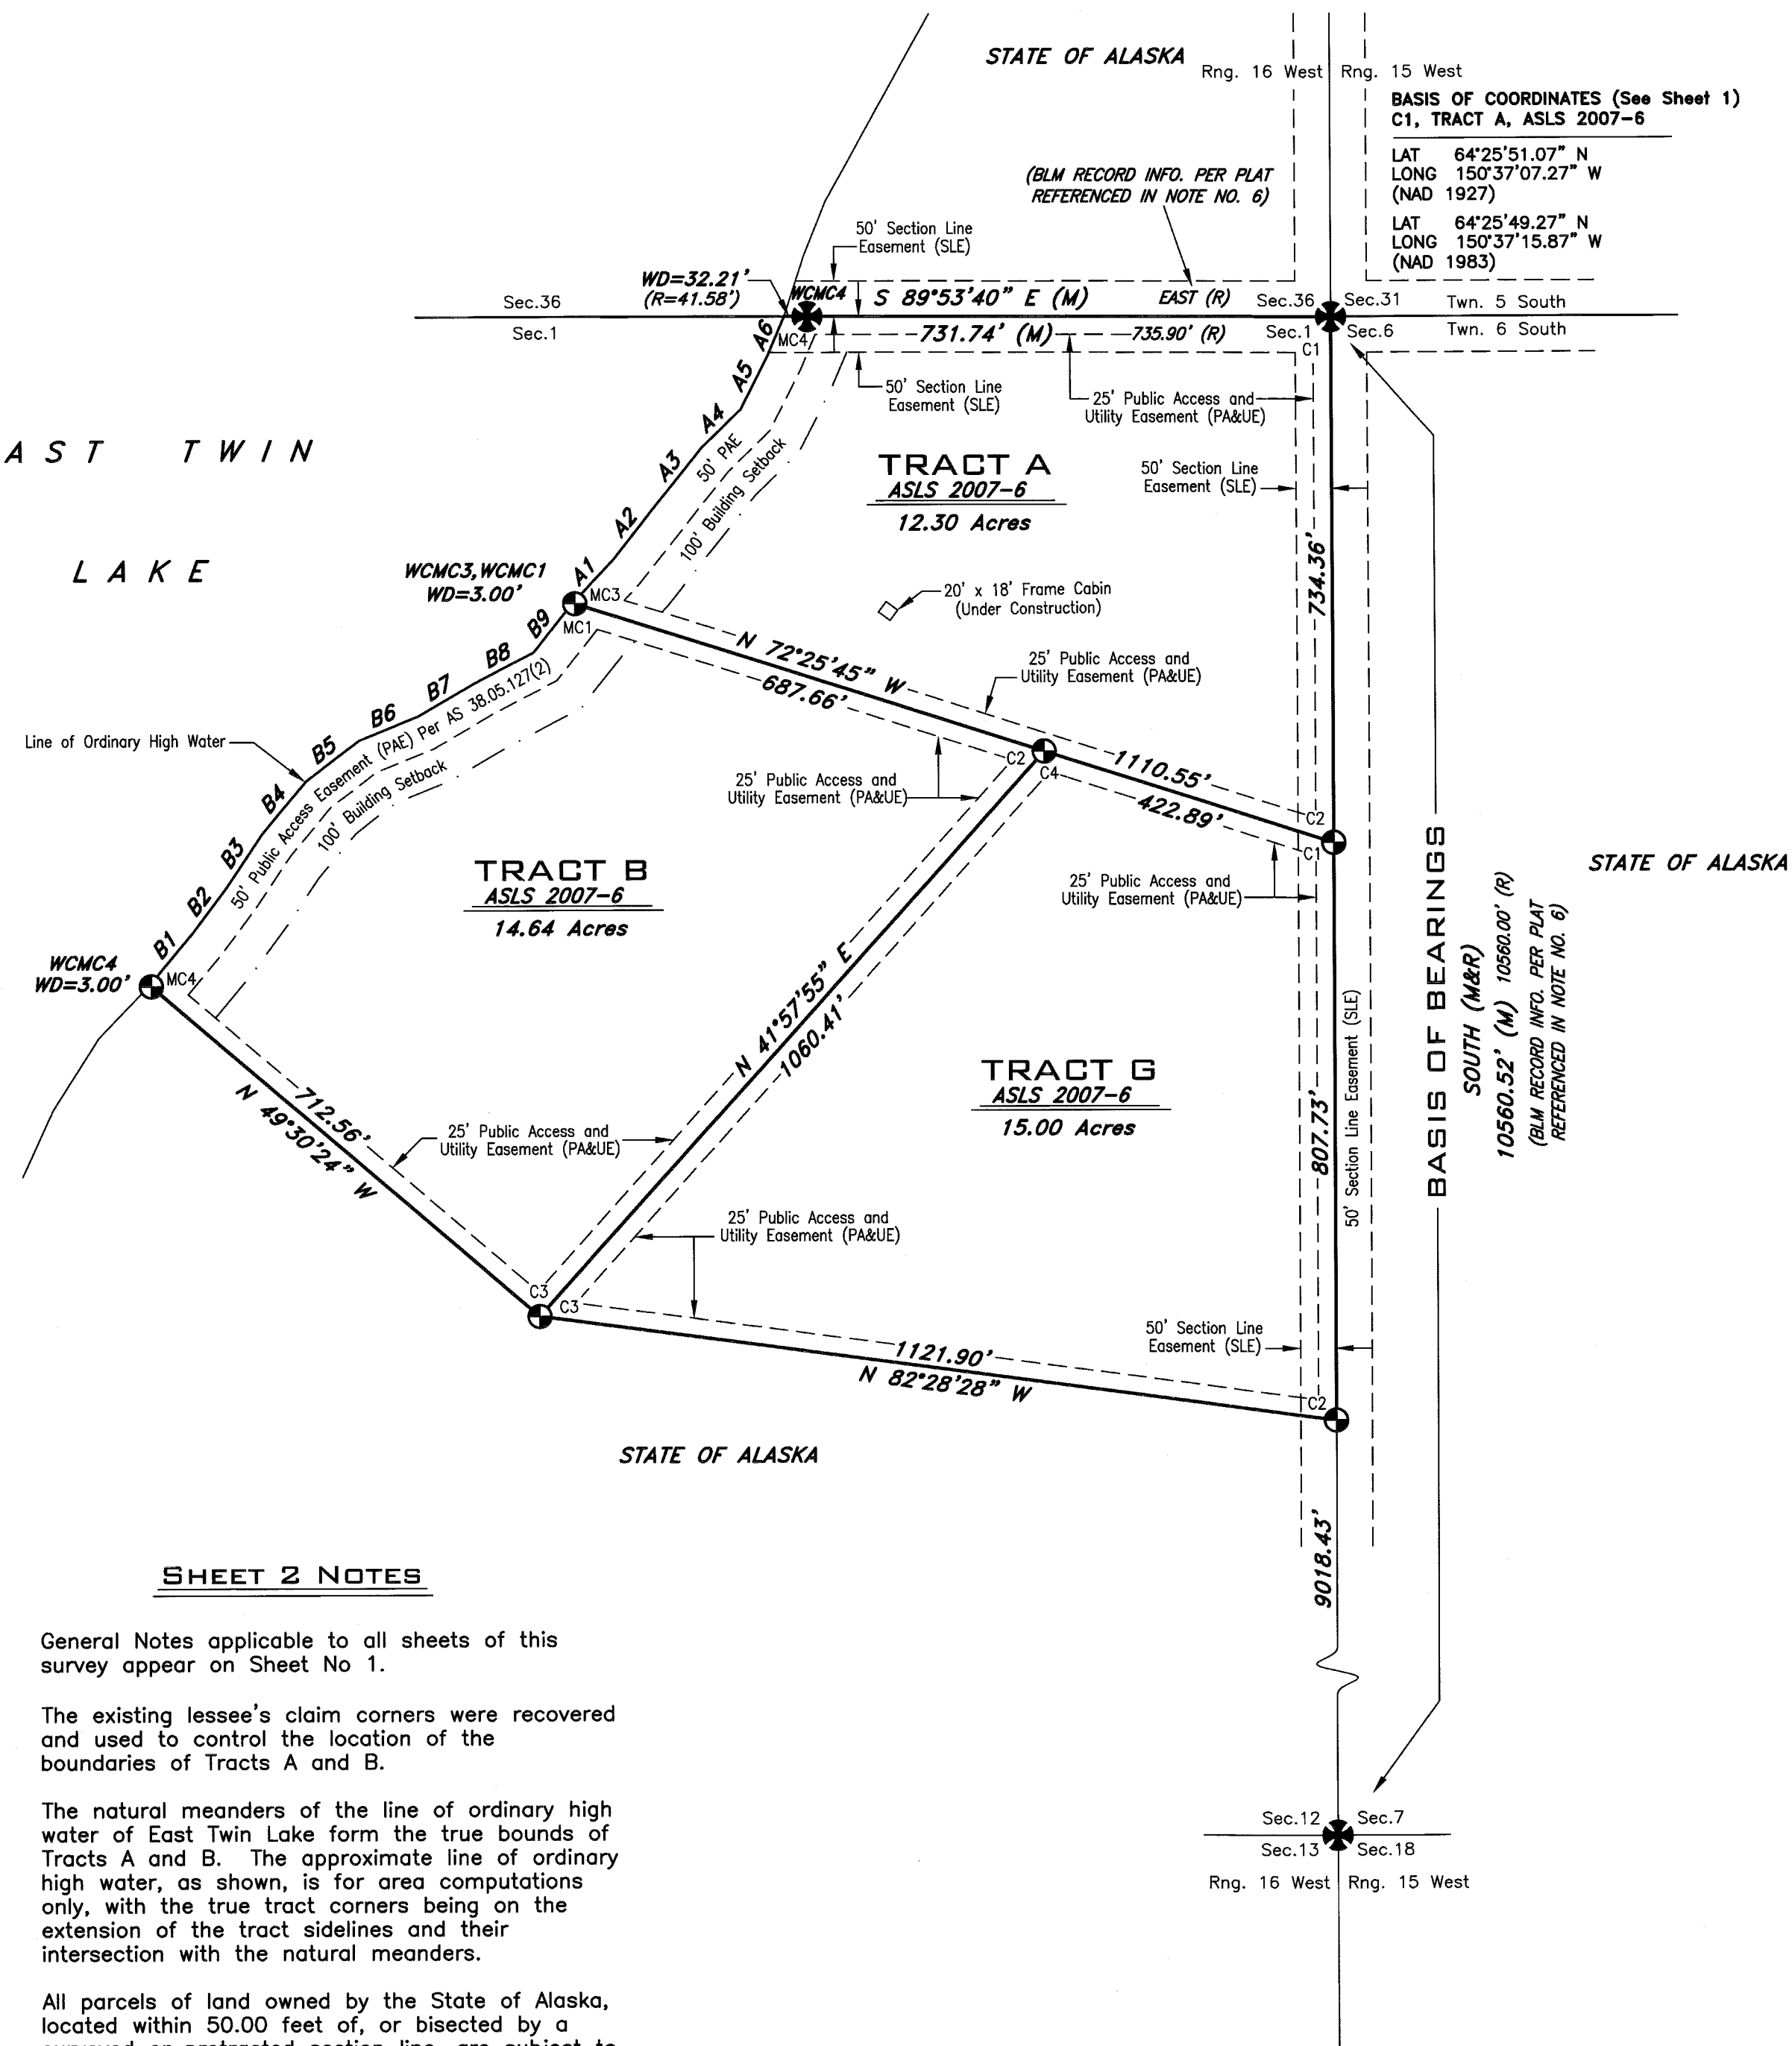 STATE OF ALASKA
Rng. 16 West
Rng. 15 West
BASIS OF COORDINATES (See Sheet 1)
C1, TRACT A, ASLS 2007-6
LAT 64°25'51.07" N
LONG 150°37'07.27" W
(NAD 1927)
LAT 64°25'49.27" N
LONG 150°37'15.87" W
(NAD 1983)
(BLM RECORD INFO. PER PLAT
REFERENCED IN NOTE NO. 6)
50' Section Line
Easement (SLE)
WD=32.21'
(R=41.58')
WCMC4
S 89°53'40" E (M)
EAST (R)
Sec.36
Sec.36
Sec.31
Twn. 5 South
Sec.1
MC4
731.74' (M)
735.90' (R)
Sec.1
Sec.6
Twn. 6 South
C1
50' Section Line
Easement (SLE)
25' Public Access and
Utility Easement (PA&UE)
A6
A5
A4
A3
A2
A1
50' PAE
100' Building Setback
AST TWIN
LAKE
TRACT A
ASLS 2007-6
12.30 Acres
50' Section Line
Easement (SLE)
734.36'
WCMC3, WCMC1
WD=3.00'
MC3
MC1
20' x 18' Frame Cabin
(Under Construction)
N 72°25'45" W
687.66'
25' Public Access and
Utility Easement (PA&UE)
1110.55'
422.89'
C2
C4
C2
C1
B9
B8
B7
B6
B5
B4
B3
B2
B1
Line of Ordinary High Water
50' Public Access Easement (PAE) Per AS 38.05.127(2)
100' Building Setback
25' Public Access and
Utility Easement (PA&UE)
TRACT B
ASLS 2007-6
14.64 Acres
25' Public Access and
Utility Easement (PA&UE)
STATE OF ALASKA
WCMC4
WD=3.00'
MC4
N 41°57'55" E
1060.41'
TRACT G
ASLS 2007-6
15.00 Acres
807.73'
50' Section Line Easement (SLE)
BASIS OF BEARINGS
SOUTH (M&R)
10560.52' (M) 10560.00' (R)
(BLM RECORD INFO. PER PLAT
REFERENCED IN NOTE NO. 6)
712.56'
N 49°30'24" W
25' Public Access and
Utility Easement (PA&UE)
25' Public Access and
Utility Easement (PA&UE)
C3
C3
1121.90'
N 82°28'28" W
50' Section Line
Easement (SLE)
C2
STATE OF ALASKA
9018.43'
SHEET 2 NOTES
General Notes applicable to all sheets of this
survey appear on Sheet No 1.
The existing lessee's claim corners were recovered
and used to control the location of the
boundaries of Tracts A and B.
The natural meanders of the line of ordinary high
water of East Twin Lake form the true bounds of
Tracts A and B. The approximate line of ordinary
high water, as shown, is for area computations
only, with the true tract corners being on the
extension of the tract sidelines and their
intersection with the natural meanders.
All parcels of land owned by the State of Alaska,
located within 50.00 feet of, or bisected by a
surveyed or protracted section line, are subject to
Sec.12
Sec.7
Sec.13
Sec.18
Rng. 16 West
Rng. 15 West